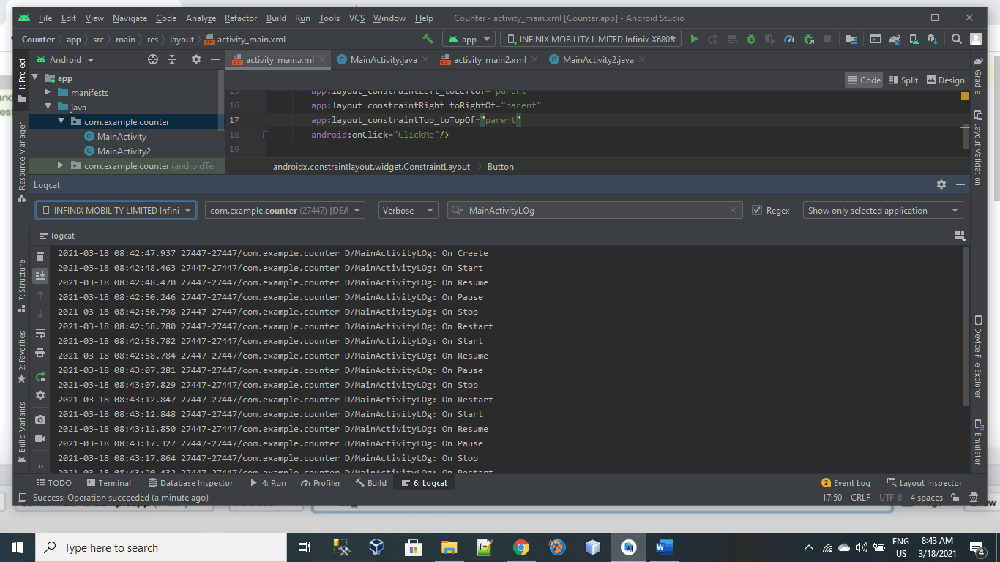 File Edit View Navigate Code Analyze Refactor Build Run Tools VCS Window Help Counter - activity_main.xml [Counter.app] - Android Studio
Counter app src main res layout activity_main.xml app INFINIX MOBILITY LIMITED Infinix X680B
Android activity_main.xml MainActivity.java activity_main2.xml MainActivity2.java
Code Split Design
1: Project
Resource Manager
7: Structure
2: Favorites
Build Variants
app
manifests
java
com.example.counter
MainActivity
MainActivity2
com.example.counter (androidTes
15 app:layout_constraintLeft_toLeftOf="parent"
16 app:layout_constraintRight_toRightOf="parent"
17 app:layout_constraintTop_toTopOf="parent"
18 android:onClick="ClickMe"/>
19
androidx.constraintlayout.widget.ConstraintLayout Button
Gradle
Layout Validation
Device File Explorer
Emulator
Logcat
INFINIX MOBILITY LIMITED Infini com.example.counter (27447) [DEA Verbose MainActivityLOg Regex Show only selected application
logcat
2021-03-18 08:42:47.937 27447-27447/com.example.counter D/MainActivityLOg: On Create
2021-03-18 08:42:48.463 27447-27447/com.example.counter D/MainActivityLOg: On Start
2021-03-18 08:42:48.470 27447-27447/com.example.counter D/MainActivityLOg: On Resume
2021-03-18 08:42:50.246 27447-27447/com.example.counter D/MainActivityLOg: On Pause
2021-03-18 08:42:50.798 27447-27447/com.example.counter D/MainActivityLOg: On Stop
2021-03-18 08:42:58.780 27447-27447/com.example.counter D/MainActivityLOg: On Restart
2021-03-18 08:42:58.782 27447-27447/com.example.counter D/MainActivityLOg: On Start
2021-03-18 08:42:58.784 27447-27447/com.example.counter D/MainActivityLOg: On Resume
2021-03-18 08:43:07.281 27447-27447/com.example.counter D/MainActivityLOg: On Pause
2021-03-18 08:43:07.829 27447-27447/com.example.counter D/MainActivityLOg: On Stop
2021-03-18 08:43:12.847 27447-27447/com.example.counter D/MainActivityLOg: On Restart
2021-03-18 08:43:12.848 27447-27447/com.example.counter D/MainActivityLOg: On Start
2021-03-18 08:43:12.850 27447-27447/com.example.counter D/MainActivityLOg: On Resume
2021-03-18 08:43:17.327 27447-27447/com.example.counter D/MainActivityLOg: On Pause
2021-03-18 08:43:17.864 27447-27447/com.example.counter D/MainActivityLOg: On Stop
2021-03-18 08:43:20.432 27447-27447/com.example.counter D/MainActivityLOg: On Restart
TODO Terminal Database Inspector 4: Run Profiler Build 6: Logcat 2 Event Log Layout Inspector
Success: Operation succeeded (a minute ago) 17:50 CRLF UTF-8 4 spaces
Type here to search
ENG
US
8:43 AM
3/18/2021
4